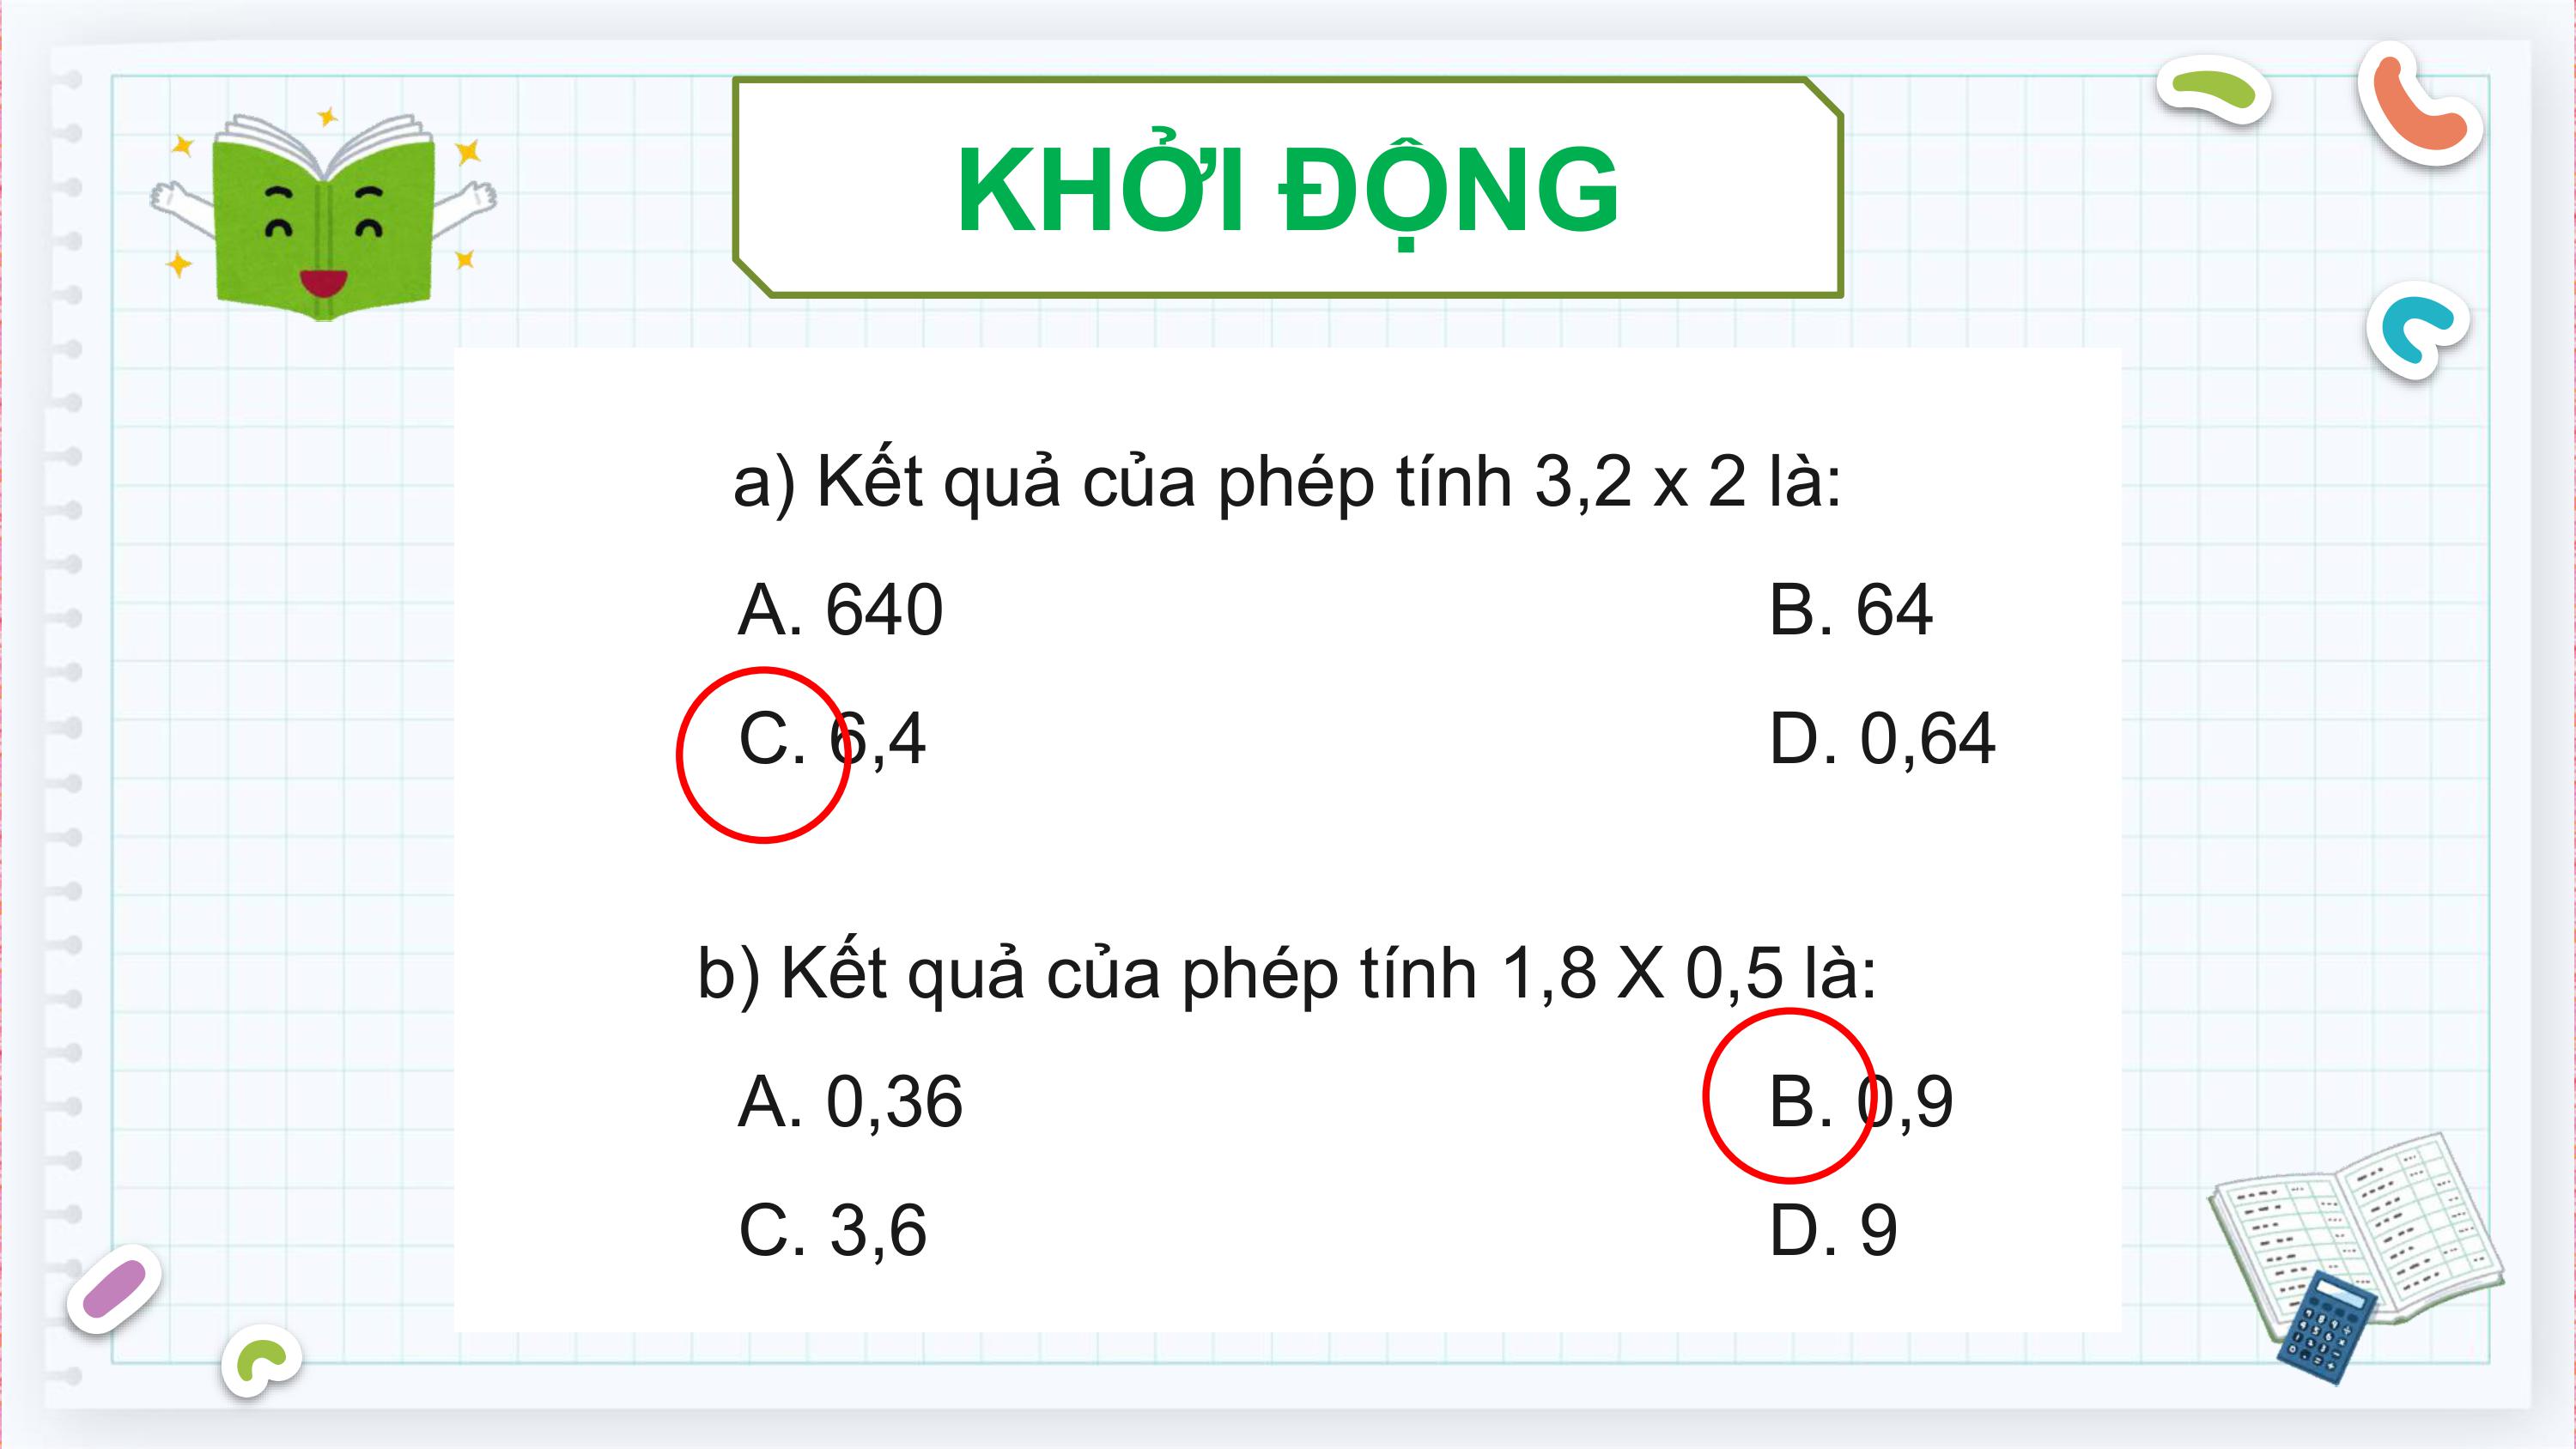 KHỞI ĐỘNG
a) Kết quả của phép tính 3,2 x 2 là:
A. 640 B. 64
C. 6,4 D. 0,64
b) Kết quả của phép tính 1,8 X 0,5 là:
A. 0,36 B. 0,9
C. 3,6 D. 9